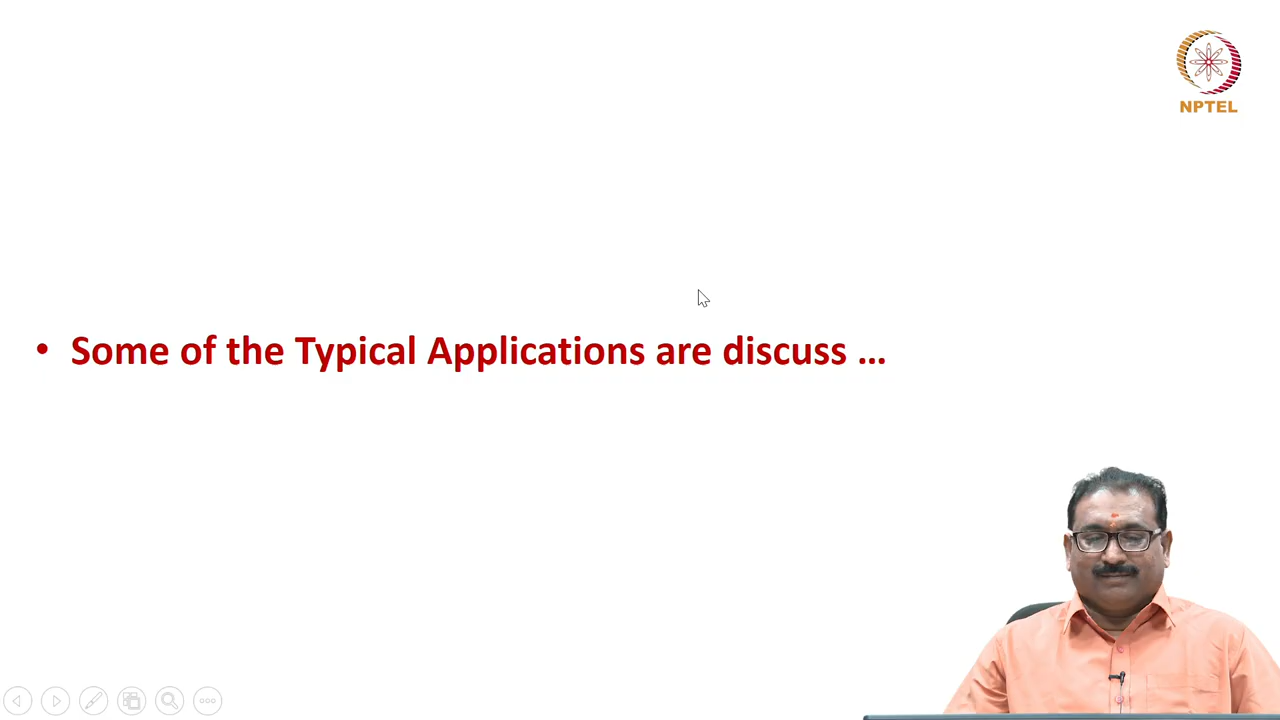 NPTEL
• Some of the Typical Applications are discuss ...